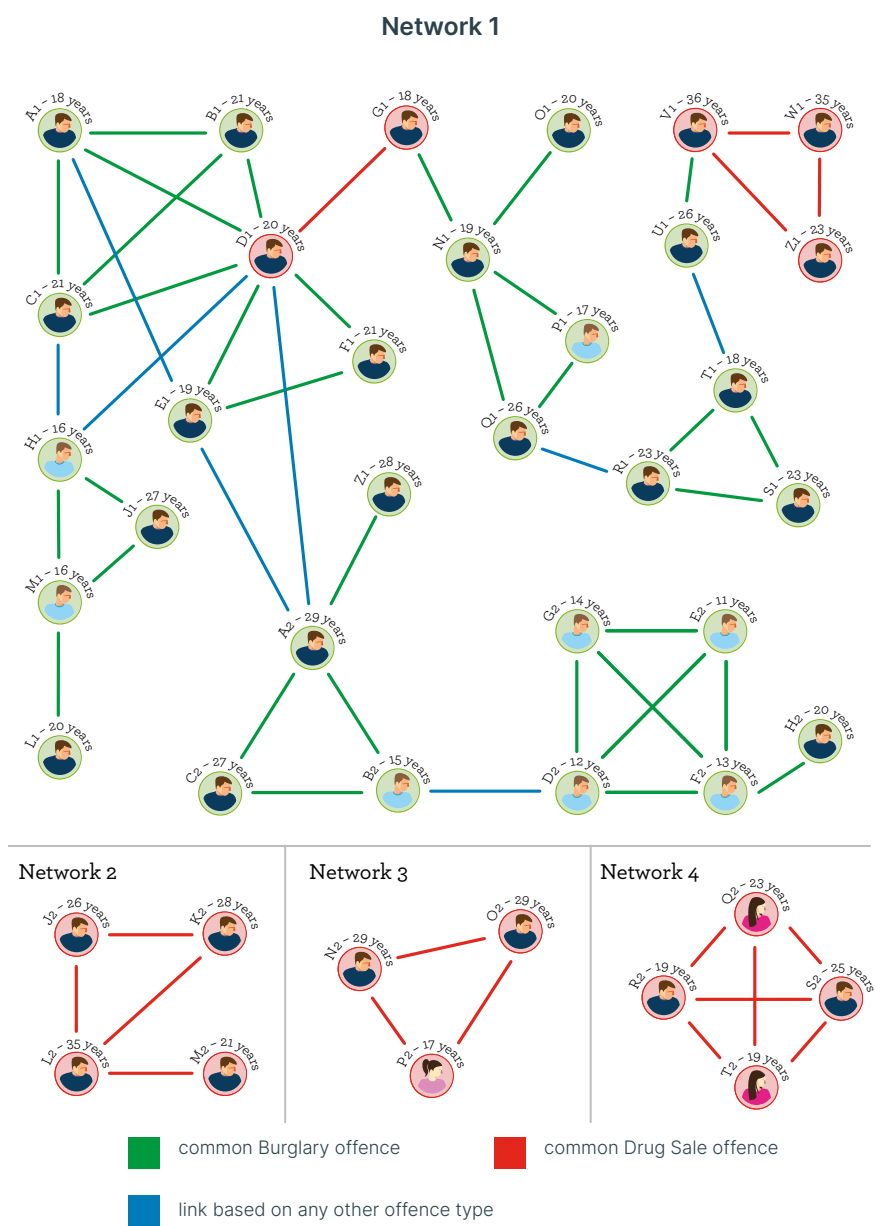 Network 1
A1 - 18 years
B1 - 21 years
G1 - 18 years
O1 - 20 years
V1 - 36 years
W1 - 35 years
D1 - 20 years
N1 - 19 years
U1 - 26 years
Z1 - 23 years
C1 - 21 years
F1 - 21 years
P1 - 17 years
T1 - 18 years
E1 - 19 years
Q1 - 26 years
H1 - 16 years
J1 - 27 years
Z1 - 28 years
R1 - 23 years
S1 - 23 years
M1 - 16 years
A2 - 29 years
G2 - 14 years
E2 - 11 years
L1 - 20 years
C2 - 27 years
B2 - 15 years
D2 - 12 years
F2 - 13 years
H2 - 20 years
Network 2
J2 - 26 years
K2 - 28 years
L2 - 35 years
M2 - 21 years
Network 3
N2 - 29 years
O2 - 29 years
P2 - 17 years
Network 4
Q2 - 23 years
R2 - 19 years
S2 - 25 years
T2 - 19 years
common Burglary offence
common Drug Sale offence
link based on any other offence type